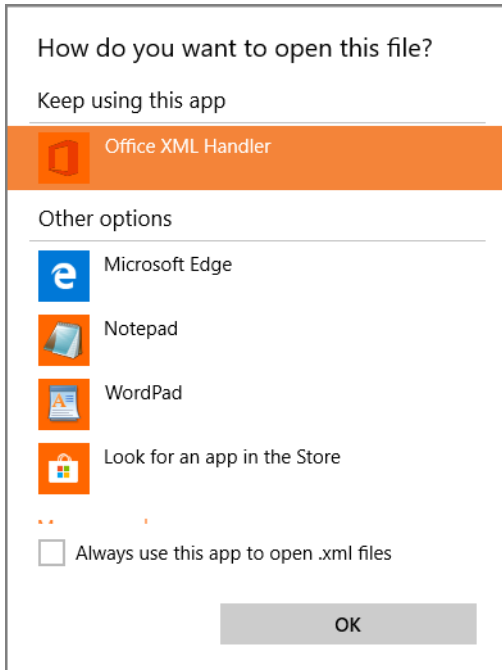 How do you want to open this file?
Keep using this app
Office XML Handler
Other options
Microsoft Edge
Notepad
WordPad
Look for an app in the Store
Always use this app to open .xml files
OK